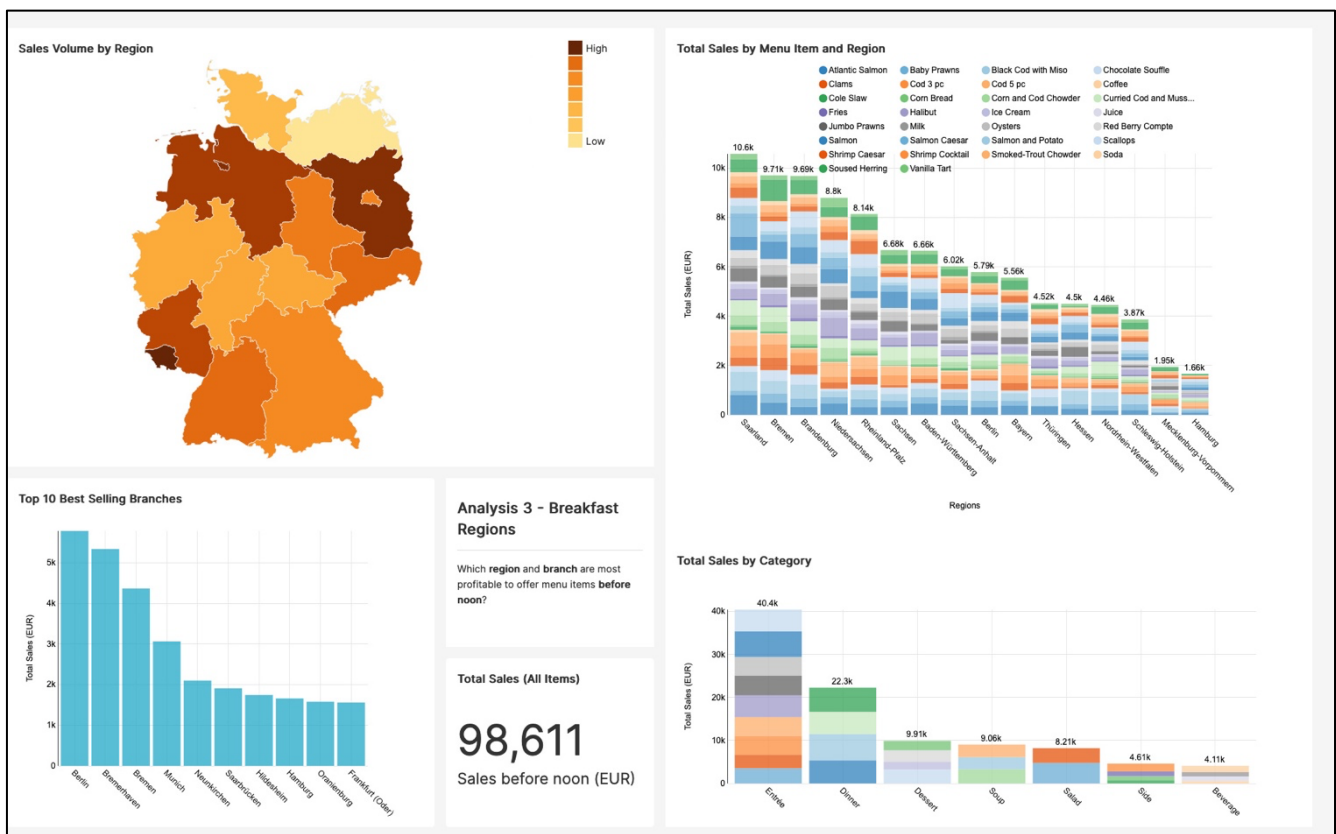 Sales Volume by Region
High
Low
Total Sales by Menu Item and Region
Atlantic Salmon Baby Prawns Black Cod with Miso Chocolate Souffle
Clams Cod 3 pc Cod 5 pc Coffee
Cole Slaw Corn Bread Corn and Cod Chowder Curried Cod and Muss...
Fries Halibut Ice Cream Juice
Jumbo Prawns Milk Oysters Red Berry Compte
Salmon Salmon Caesar Salmon and Potato Scallops
Shrimp Caesar Shrimp Cocktail Smoked-Trout Chowder Soda
Soused Herring Vanilla Tart
10.6k 9.71k 9.69k 8.8k 8.14k 6.68k 6.66k 6.02k 5.79k 5.56k 4.52k 4.5k 4.46k 3.87k 1.95k 1.66k
10k
8k
6k
4k
2k
0
Total Sales (EUR)
Saarland Bremen Brandenburg Niedersachsen Rheinland-Pfalz Sachsen Baden-Württemberg Sachsen-Anhalt Berlin Bayern Thüringen Hessen Nordrhein-Westfalen Schleswig-Holstein Mecklenburg-Vorpommern Hamburg
Regions
Top 10 Best Selling Branches
5k
4k
3k
2k
1k
0
Total Sales (EUR)
Berlin Bremerhaven Bremen Munich Neunkirchen Saarbrücken Hildesheim Hamburg Oranienburg Frankfurt (Oder)
Analysis 3 - Breakfast
Regions
Which region and branch are most
profitable to offer menu items before
noon?
Total Sales (All Items)
98,611
Sales before noon (EUR)
Total Sales by Category
40.4k 22.3k 9.91k 9.06k 8.21k 4.61k 4.11k
40k
30k
20k
10k
0
Total Sales (EUR)
Entrée Dinner Dessert Soup Salad Side Beverage